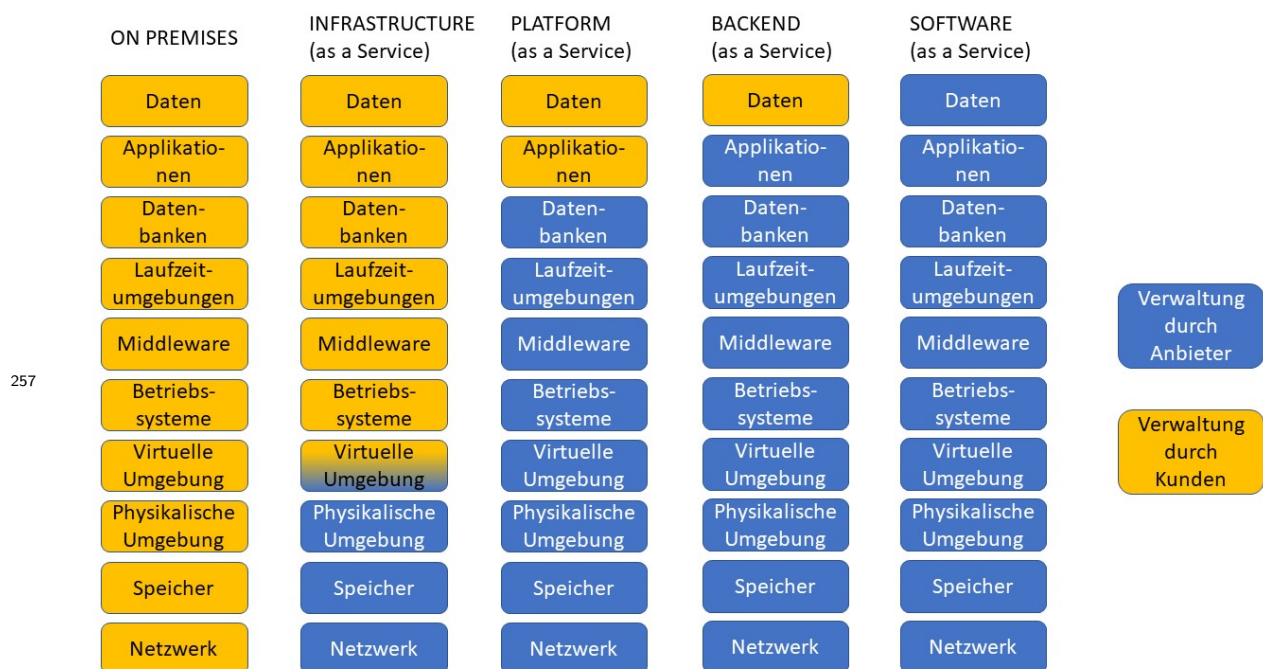 ON PREMISES
INFRASTRUCTURE
(as a Service)
PLATFORM
(as a Service)
BACKEND
(as a Service)
SOFTWARE
(as a Service)
Daten
Daten
Daten
Daten
Daten
Applikatio-
nen
Applikatio-
nen
Applikatio-
nen
Applikatio-
nen
Applikatio-
nen
Daten-
banken
Daten-
banken
Daten-
banken
Daten-
banken
Daten-
banken
Laufzeit-
umgebungen
Laufzeit-
umgebungen
Laufzeit-
umgebungen
Laufzeit-
umgebungen
Laufzeit-
umgebungen
Middleware
Middleware
Middleware
Middleware
Middleware
257
Betriebs-
systeme
Betriebs-
systeme
Betriebs-
systeme
Betriebs-
systeme
Betriebs-
systeme
Virtuelle
Umgebung
Virtuelle
Umgebung
Virtuelle
Umgebung
Virtuelle
Umgebung
Virtuelle
Umgebung
Physikalische
Umgebung
Physikalische
Umgebung
Physikalische
Umgebung
Physikalische
Umgebung
Physikalische
Umgebung
Speicher
Speicher
Speicher
Speicher
Speicher
Netzwerk
Netzwerk
Netzwerk
Netzwerk
Netzwerk
Verwaltung
durch
Anbieter
Verwaltung
durch
Kunden